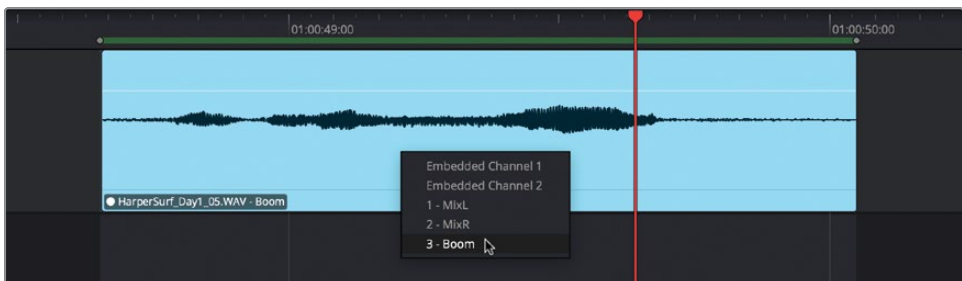 01:00:49:00
01:00:50:00
HarperSurf_Day1_05.WAV - Boom
Embedded Channel 1
Embedded Channel 2
1 - MixL
2 - MixR
3 - Boom